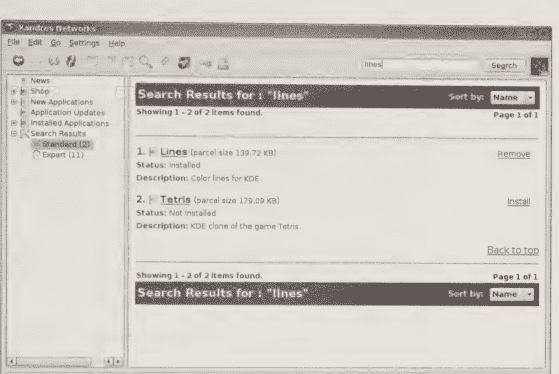 Xandros Networks
File Edit Go Settings Help
lines Search
News
Shop
New Applications
Application Updates
Installed Applications
Search Results
Standard (2)
Expert (11)
Search Results for : "lines" Sort by: Name
Showing 1 - 2 of 2 Items found. Page 1 of 1
1. Lines (parcel size 139.72 KB) Remove
Status: Installed
Description: Color lines for KDE.
2. Tetris (parcel size 179.09 KB) Install
Status: Not Installed
Description: KDE clone of the game Tetris.
Back to top
Showing 1 - 2 of 2 Items found. Page 1 of 1
Search Results for : "lines" Sort by: Name